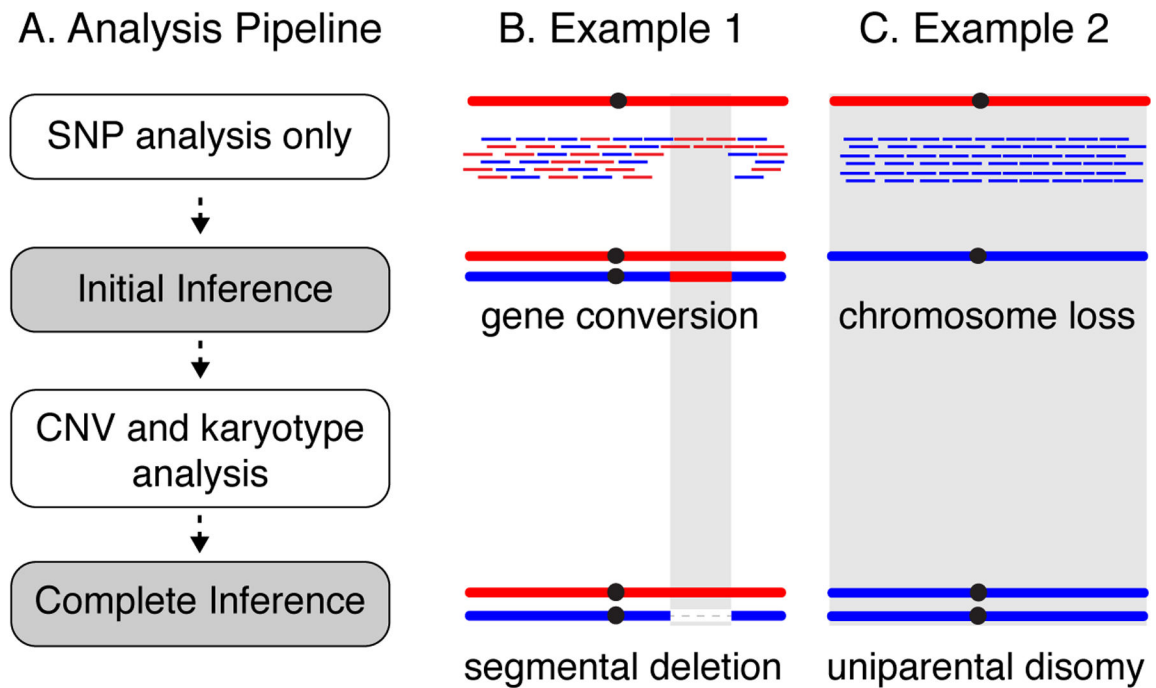 A. Analysis Pipeline
B. Example 1
C. Example 2
SNP analysis only
Initial Inference
gene conversion
chromosome loss
CNV and karyotype
analysis
Complete Inference
segmental deletion
uniparental disomy